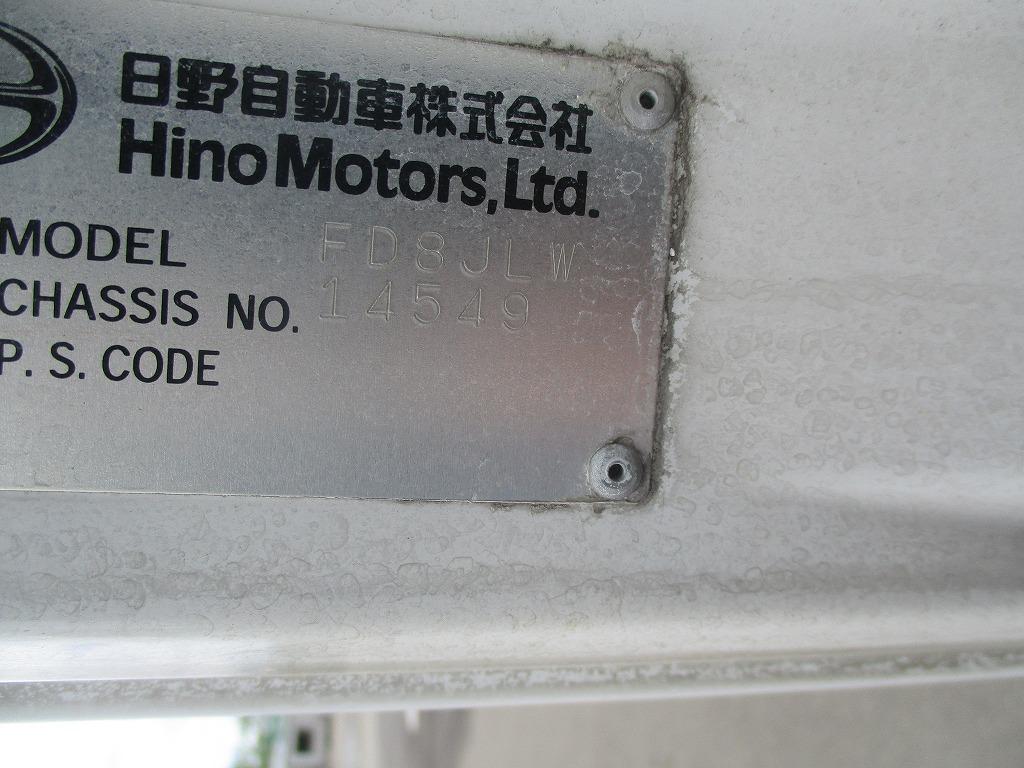 日野自動車株式会社
Hino Motors, Ltd.
MODEL FD8JLW
CHASSIS NO. 14549
P. S. CODE